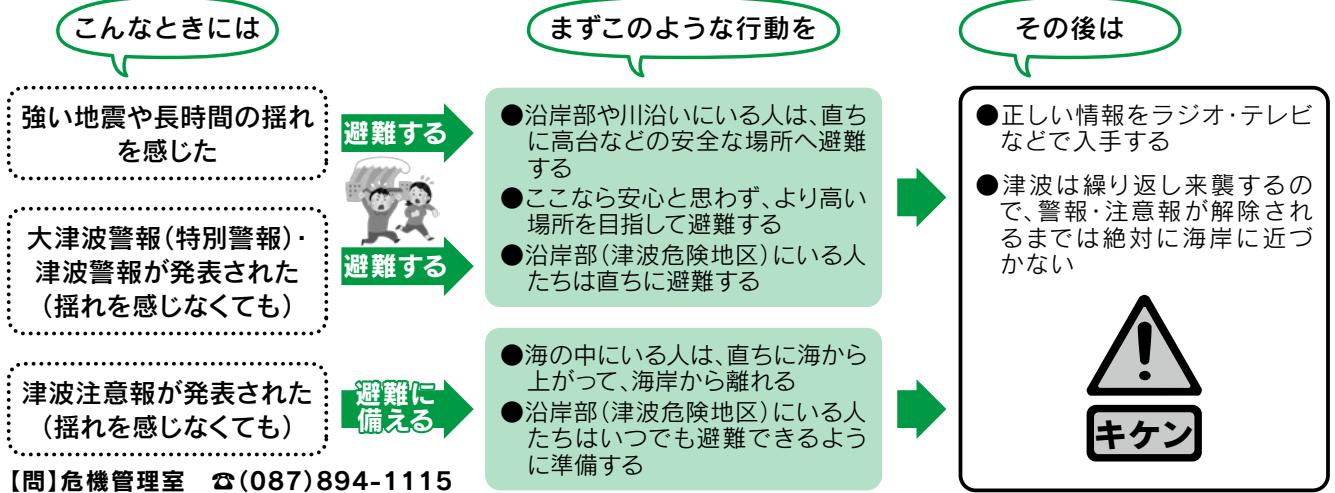 こんなときには
まずこのような行動を
その後は
強い地震や長時間の揺れ
を感じた
避難する
大津波警報(特別警報)・
津波警報が発表された
(揺れを感じなくても)
避難する
●沿岸部や川沿いにいる人は、直ち
に高台などの安全な場所へ避難
する
●ここなら安心と思わず、より高い
場所を目指して避難する
●沿岸部(津波危険地区)にいる人
たちは直ちに避難する
津波注意報が発表された
(揺れを感じなくても)
避難に
備える
●海の中にいる人は、直ちに海から
上がって、海岸から離れる
●沿岸部(津波危険地区)にいる人
たちはいつでも避難できるよう
に準備する
●正しい情報をラジオ・テレビ
などで入手する
●津波は繰り返し来襲するの
で、警報・注意報が解除され
るまでは絶対に海岸に近づ
かない
キケン
【問】危機管理室 ☎(087)894-1115